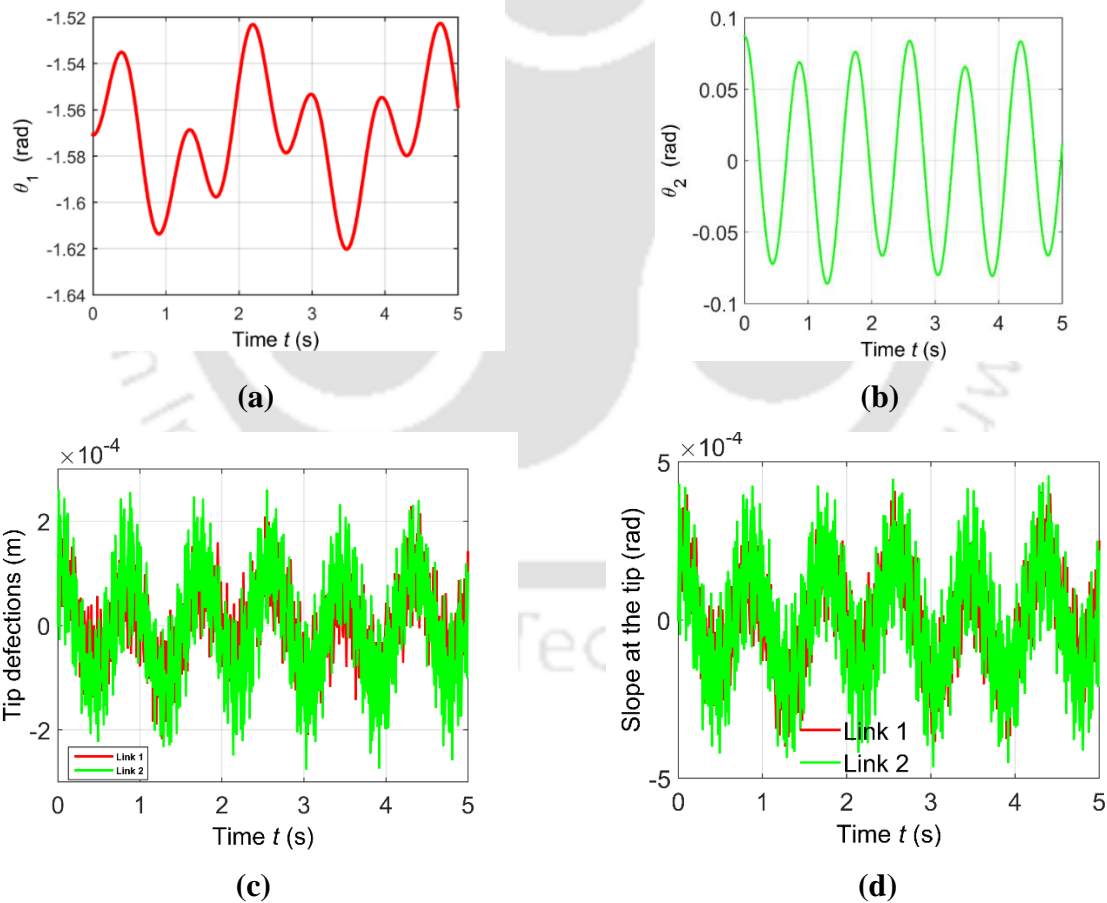 -1.52
-1.54
-1.56
-1.58
-1.6
-1.62
-1.64
θ₁ (rad)
0 1 2 3 4 5
Time t (s)
(a)
0.1
0.05
0
-0.05
-0.1
θ₂ (rad)
0 1 2 3 4 5
Time t (s)
(b)
×10⁻⁴
2
0
-2
Tip defections (m)
Link 1
Link 2
0 1 2 3 4 5
Time t (s)
(c)
×10⁻⁴
5
0
-5
Slope at the tip (rad)
Link 1
Link 2
0 1 2 3 4 5
Time t (s)
(d)
Tec